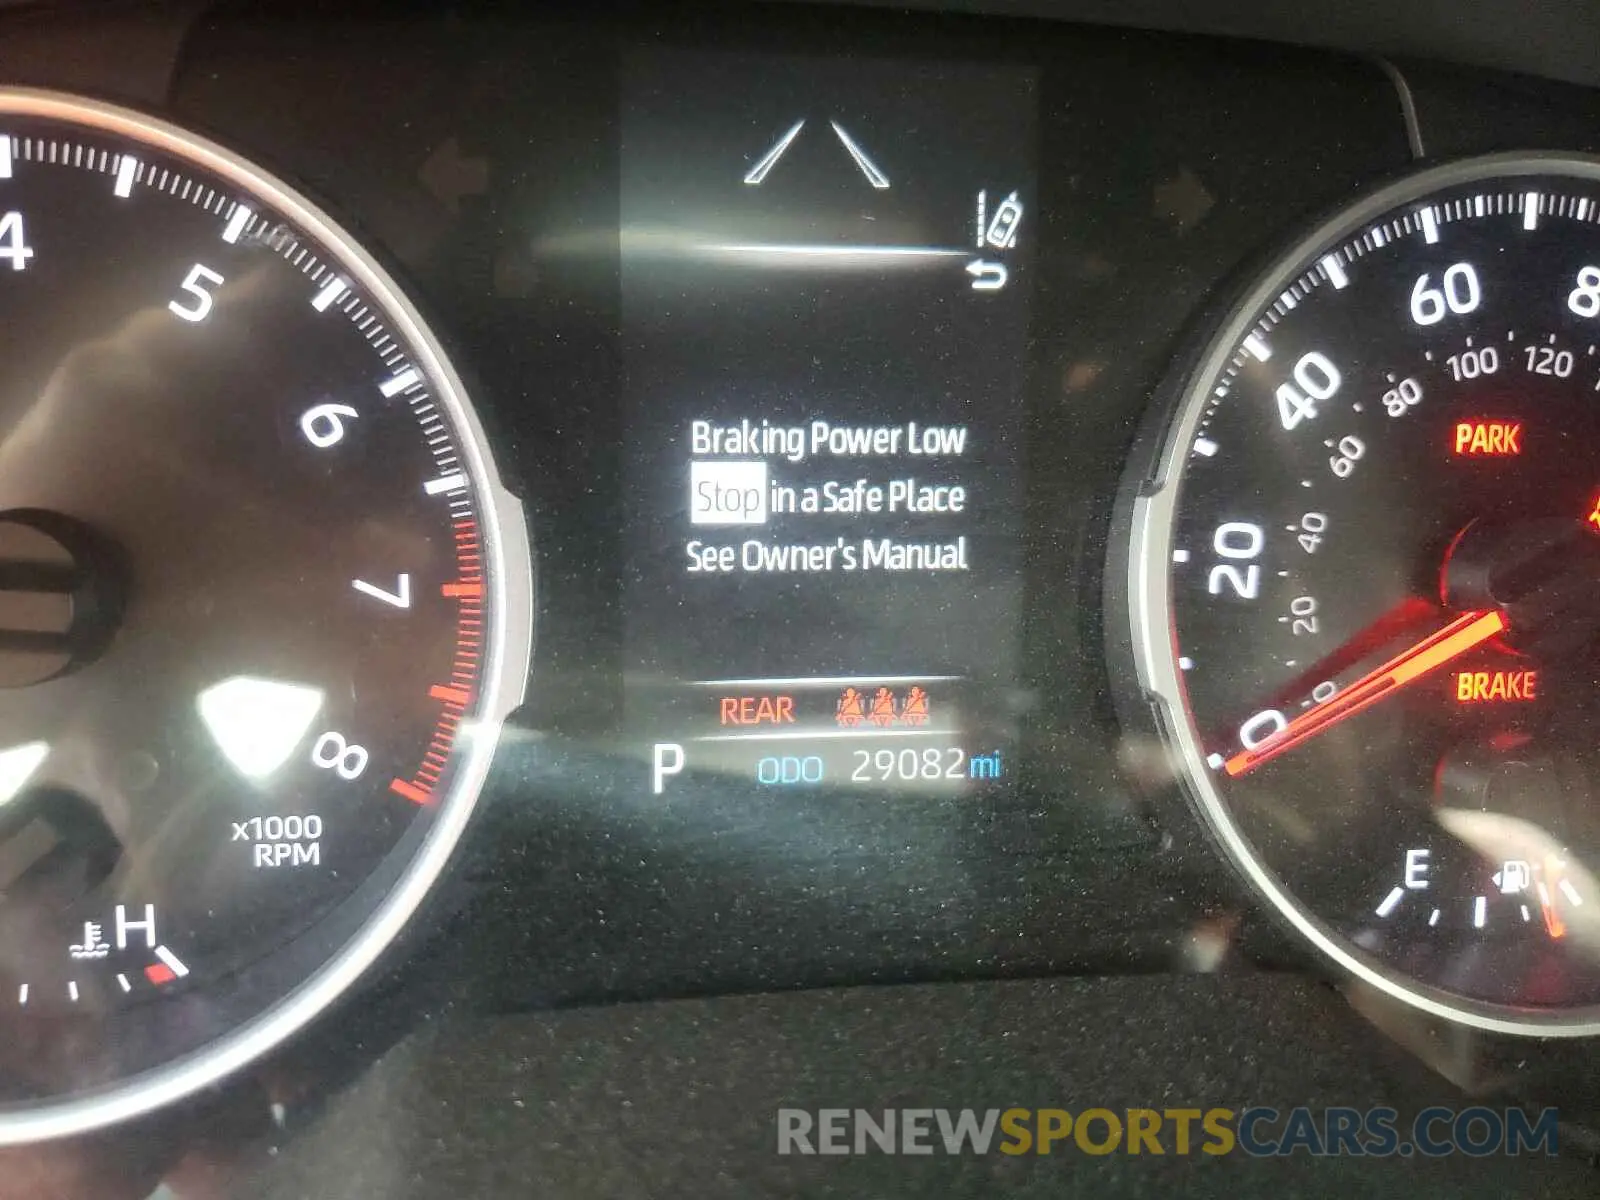 4
5
6
7
8
x1000
RPM
H
Braking Power Low
Stop in a Safe Place
See Owner's Manual
REAR
P ODO 29082 mi
0
20
40
60
20
40
60
80
100
120
PARK
BRAKE
E
RENEWSPORTSCARS.COM